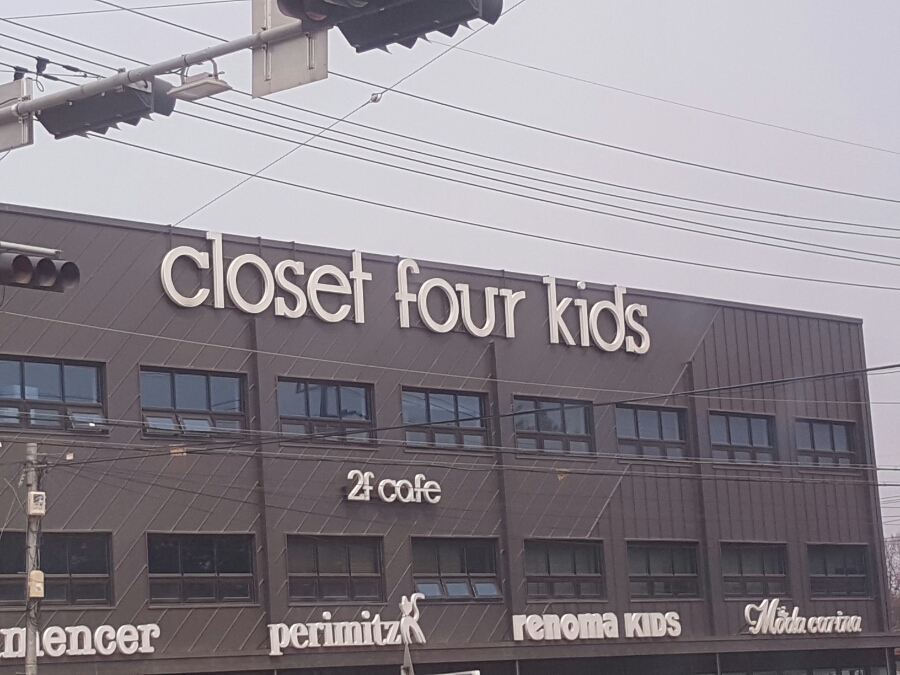 closet four kids
2f cafe
perimitz
RENOMA KIDS
Moda carina